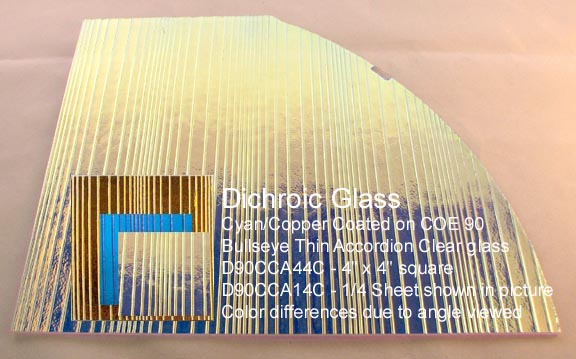 Dichroic Glass
Cyan/Copper Coated on COE 90
Bullseye Thin Accordion Clear glass
D90CCA44C - 4" x 4" square
D90CCA14C - 1/4 Sheet shown in picture
Color differences due to angle viewed